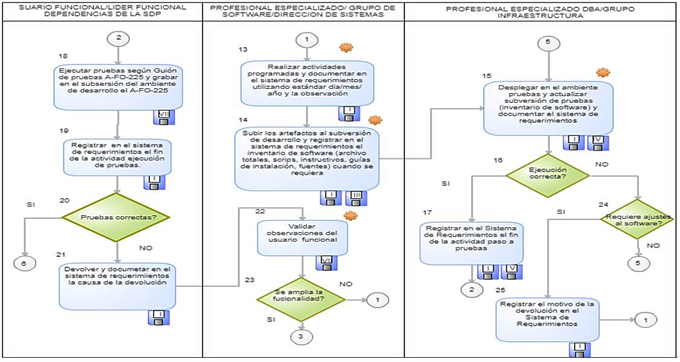 SUARIO FUNCIONAL/LIDER FUNCIONAL
DEPENDENCIAS DE LA SDP
2
18
Ejecutar pruebas según Guión
de pruebas A-FO-225 y grabar
en el subsersión del ambiente
de desarrollo el A-FO-225
VII
19
Registrar en el sistema
de requerimientos el fin
de la actividad ejecución
de pruebas.
I
20
Pruebas correctas?
SI
NO
6
21
Devolver y documetar en el
sistema de requerimientos
la causa de la devolución
I
PROFESIONAL ESPECIALIZADO/ GRUPO DE
SOFTWARE/DIRECCION DE SISTEMAS
1
13
Realizar actividades
programadas y documentar en
el sistema de requerimientos
utilizando estándar dia/mes/
año y la observación
I
14
Subir los artefactos al subversión
de desarrollo y registrar en el
sistema de requerimientos el
inventario de software (archivo
totales, scrips, instructivos, guías
de instalación, fuentes) cuando se
requiera
I
III
22
Validar
observaciones del
usuario funcional
VI
23
Se amplia la
fucionalidad?
NO
1
SI
3
PROFESIONAL ESPECIALIZADO DBA/GRUPO
INFRAESTRUCTURA
5
15
Desplegar en el ambiente
pruebas y actualizar
subversión de pruebas
(inventario de software) y
documentar el sistema de
requerimientos
I
V
16
Ejecución
correcta?
SI
NO
17
Registrar en el Sistema
de Requerimientos el fin
de la actividad paso a
pruebas
I
V
2
24
Requiere ajustes
al software?
SI
NO
5
25
Registrar el motivo de la
devolución en el
Sistema de
Requerimientos
I
1